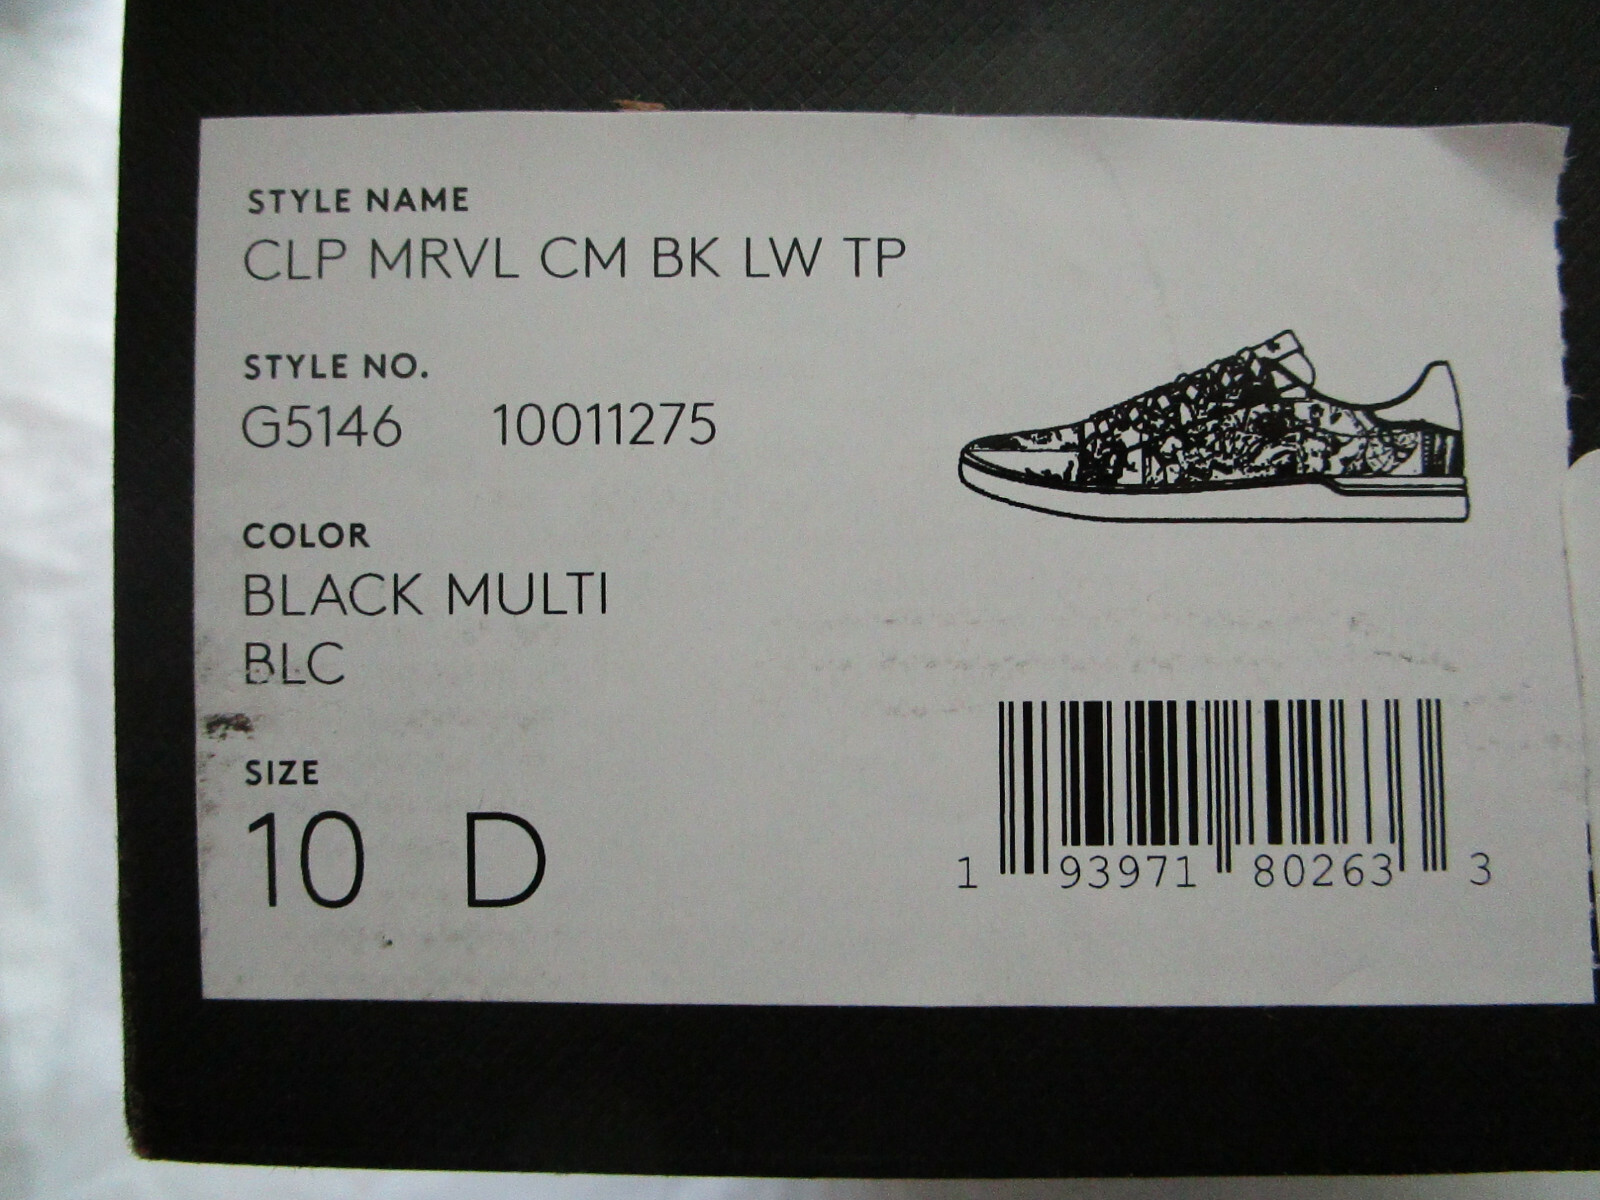 STYLE NAME
CLP MRVL CM BK LW TP
STYLE NO.
G5146 10011275
COLOR
BLACK MULTI
BLC
SIZE
10 D
1 93971 80263 3